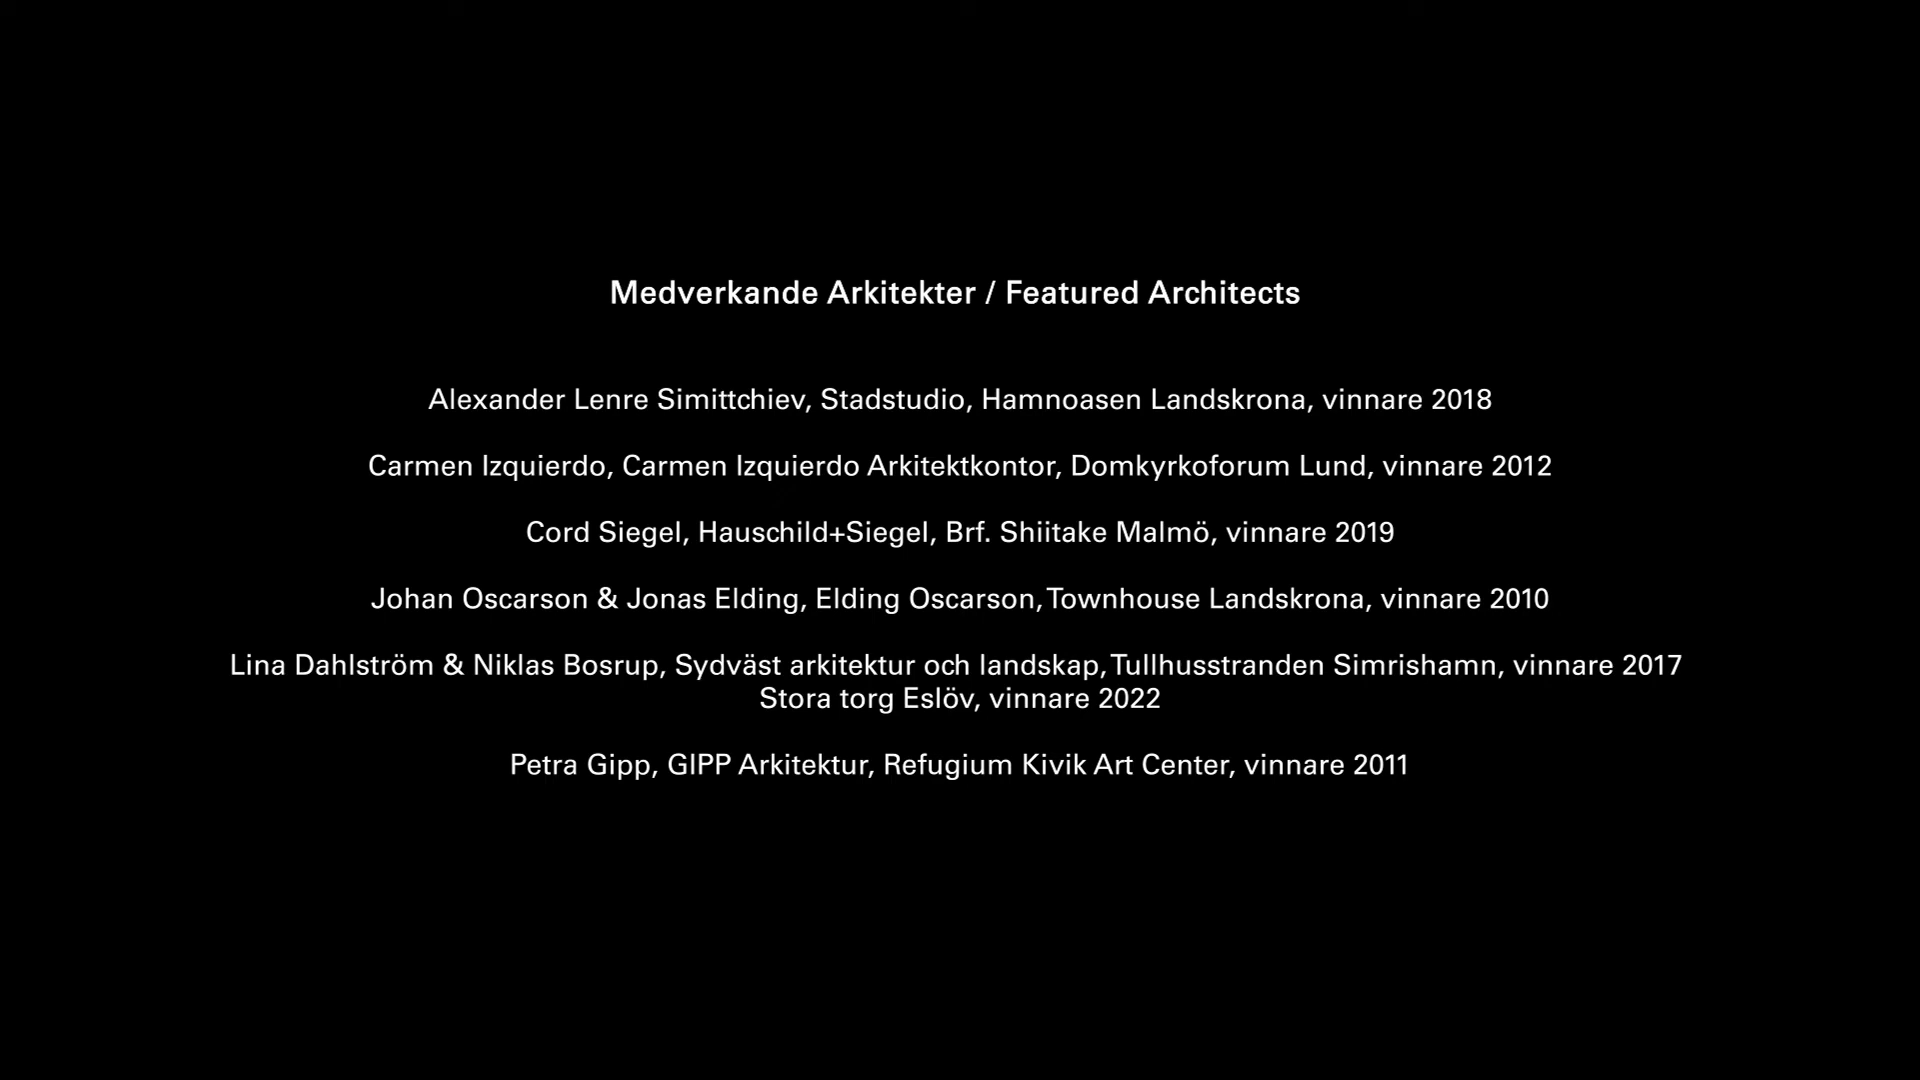 Medverkande Arkitekter / Featured Architects
Alexander Lenre Simittchiev, Stadstudio, Hamnoasen Landskrona, vinnare 2018
Carmen Izquierdo, Carmen Izquierdo Arkitektkontor, Domkyrkoforum Lund, vinnare 2012
Cord Siegel, Hauschild+Siegel, Brf. Shiitake Malmö, vinnare 2019
Johan Oscarson & Jonas Elding, Elding Oscarson, Townhouse Landskrona, vinnare 2010
Lina Dahlström & Niklas Bosrup, Sydväst arkitektur och landskap, Tullhusstranden Simrishamn, vinnare 2017
Stora torg Eslöv, vinnare 2022
Petra Gipp, GIPP Arkitektur, Refugium Kivik Art Center, vinnare 2011